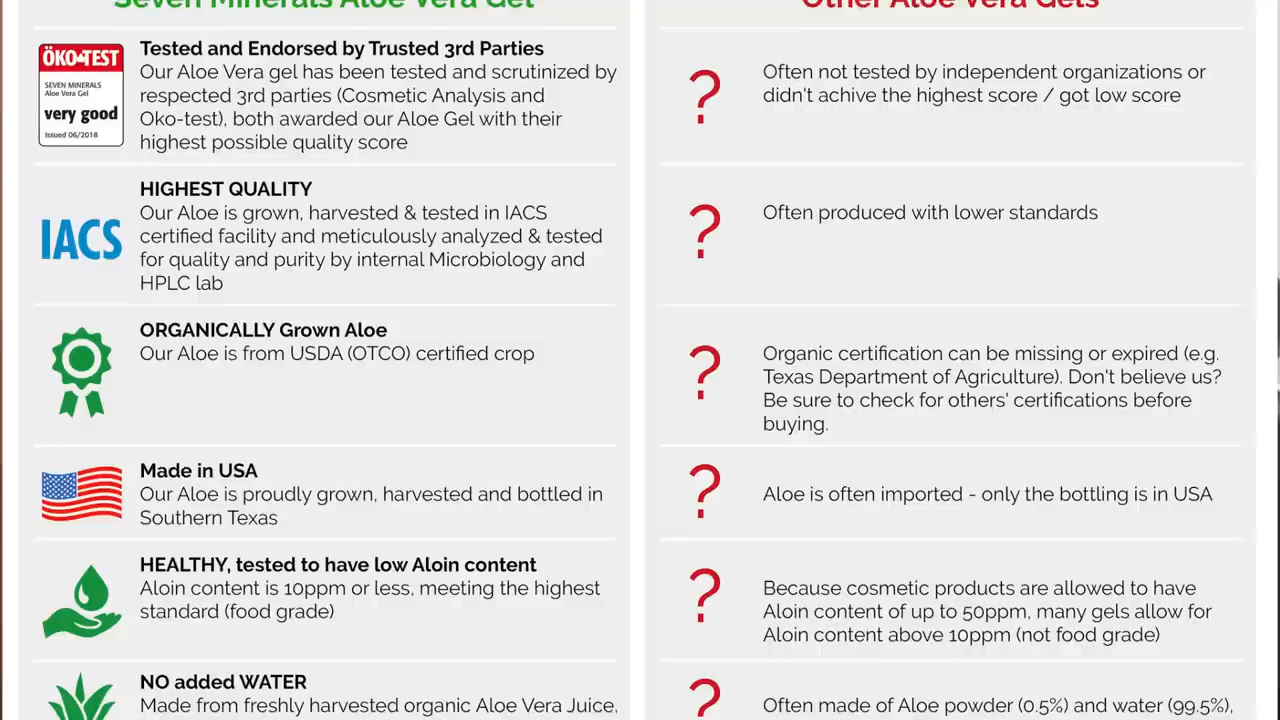 Seven Minerals Aloe Vera Gel
Other Aloe Vera Gels
ÖKO-TEST
SEVEN MINERALS
Aloe Vera Gel
very good
Issued 06/2018
Tested and Endorsed by Trusted 3rd Parties
Our Aloe Vera gel has been tested and scrutinized by
respected 3rd parties (Cosmetic Analysis and
Oko-test), both awarded our Aloe Gel with their
highest possible quality score
Often not tested by independent organizations or
didn't achive the highest score / got low score
IACS
HIGHEST QUALITY
Our Aloe is grown, harvested & tested in IACS
certified facility and meticulously analyzed & tested
for quality and purity by internal Microbiology and
HPLC lab
?
Often produced with lower standards
ORGANICALLY Grown Aloe
Our Aloe is from USDA (OTCO) certified crop
?
Organic certification can be missing or expired (e.g.
Texas Department of Agriculture). Don't believe us?
Be sure to check for others' certifications before
buying.
Made in USA
Our Aloe is proudly grown, harvested and bottled in
Southern Texas
?
Aloe is often imported - only the bottling is in USA
HEALTHY, tested to have low Aloin content
Aloin content is 10ppm or less, meeting the highest
standard (food grade)
?
Because cosmetic products are allowed to have
Aloin content of up to 50ppm, many gels allow for
Aloin content above 10ppm (not food grade)
NO added WATER
Made from freshly harvested organic Aloe Vera Juice,
?
Often made of Aloe powder (0.5%) and water (99.5%),